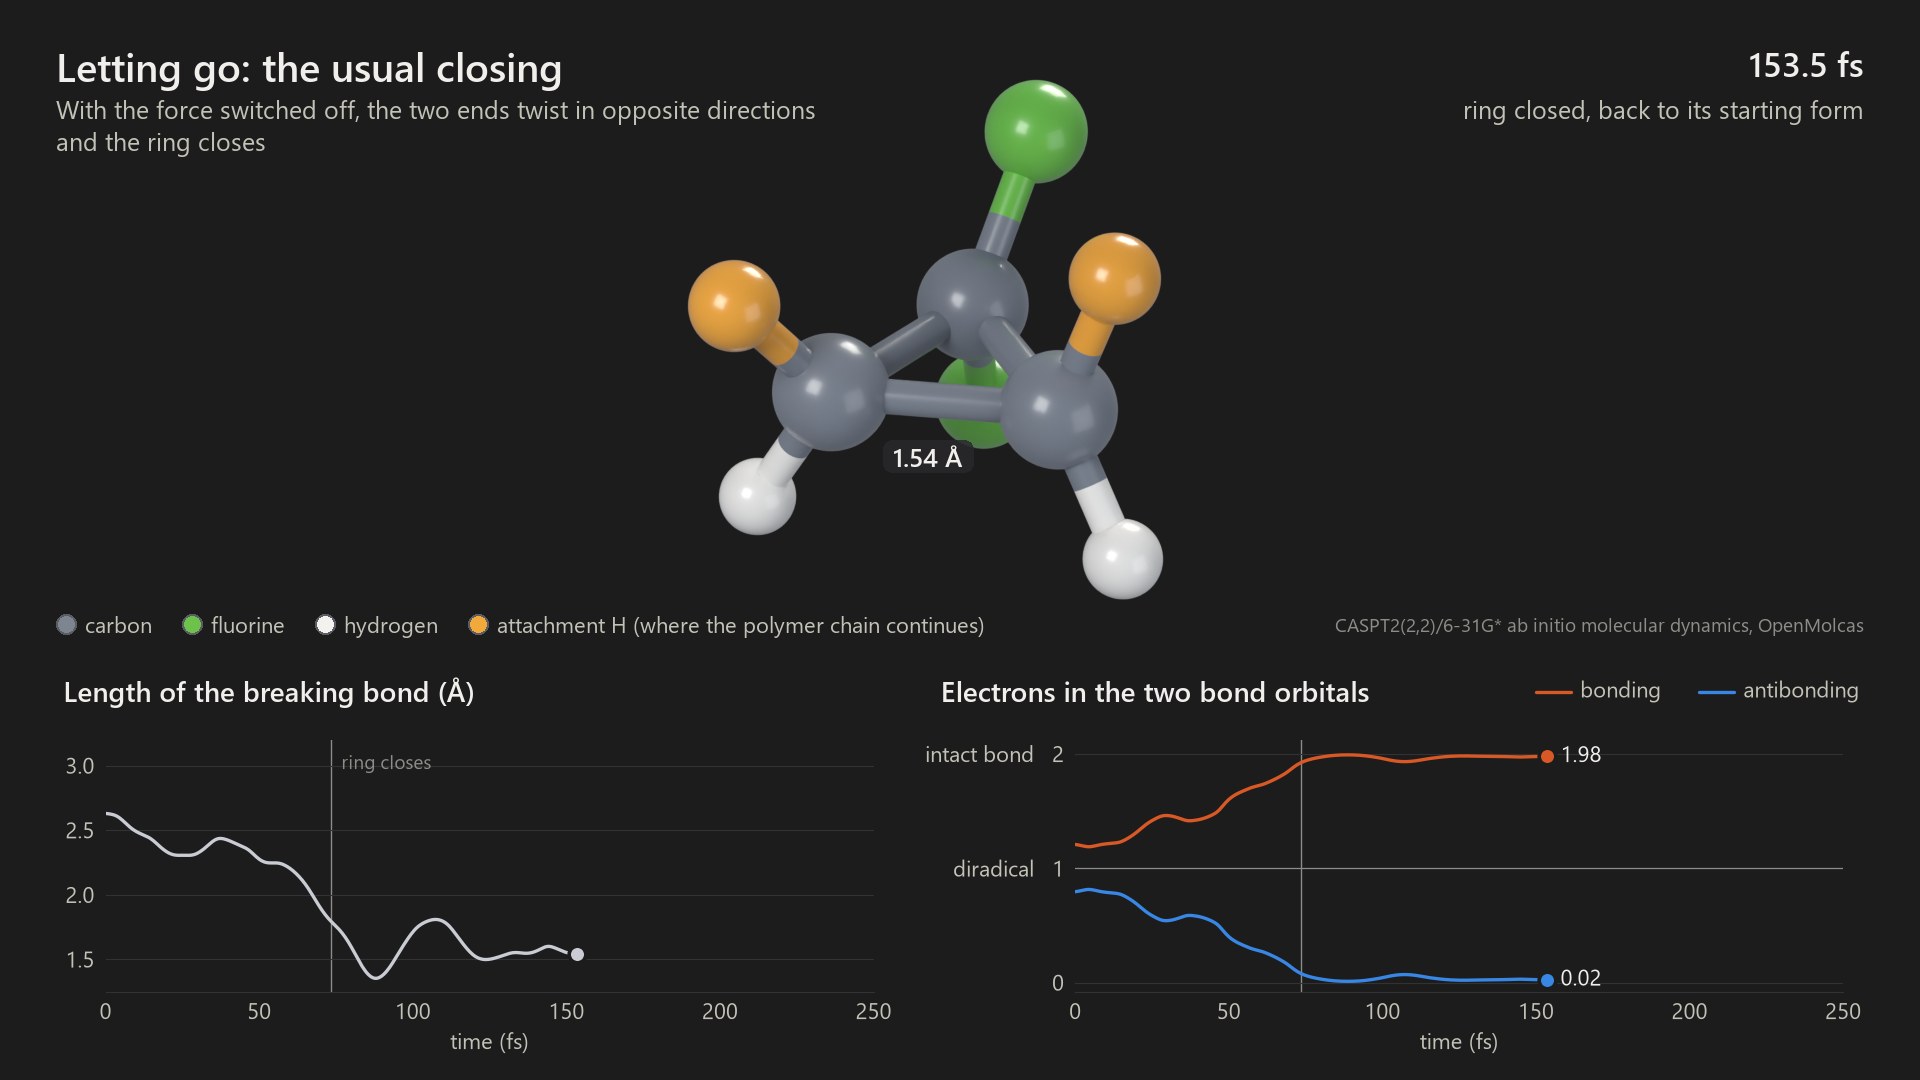 Letting go: the usual closing
With the force switched off, the two ends twist in opposite directions
and the ring closes
153.5 fs
ring closed, back to its starting form
1.54 Å
carbon
fluorine
hydrogen
attachment H (where the polymer chain continues)
CASPT2(2,2)/6-31G* ab initio molecular dynamics, OpenMolcas
Length of the breaking bond (Å)
3.0
2.5
2.0
1.5
ring closes
0 50 100 150 200 250
time (fs)
Electrons in the two bond orbitals
bonding
antibonding
intact bond 2
diradical 1
0
1.98
0.02
0 50 100 150 200 250
time (fs)